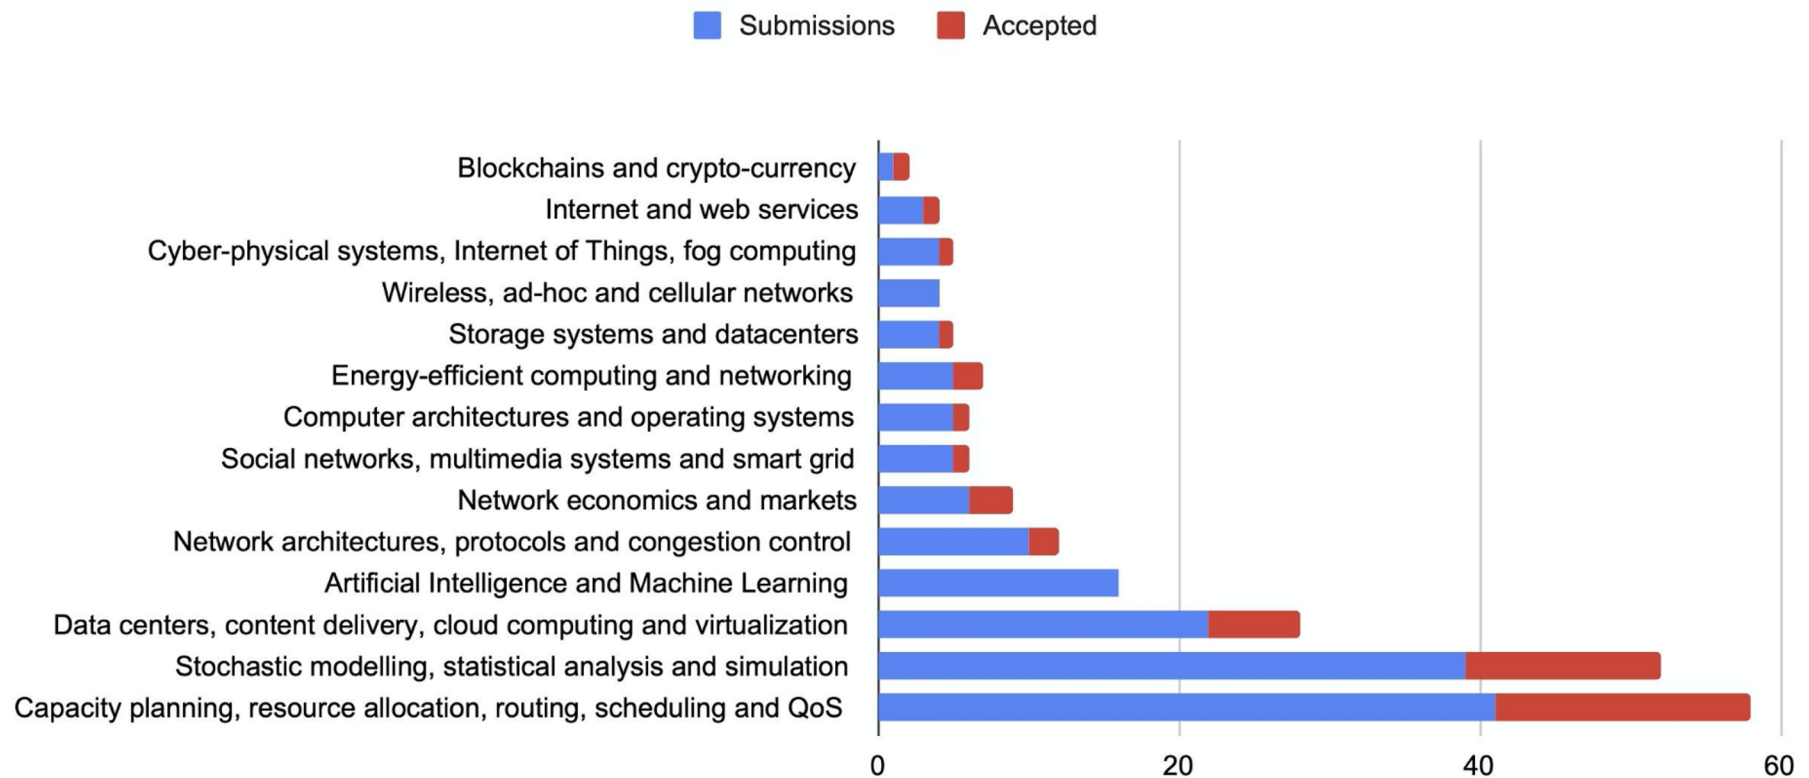 Submissions Accepted
Blockchains and crypto-currency
Internet and web services
Cyber-physical systems, Internet of Things, fog computing
Wireless, ad-hoc and cellular networks
Storage systems and datacenters
Energy-efficient computing and networking
Computer architectures and operating systems
Social networks, multimedia systems and smart grid
Network economics and markets
Network architectures, protocols and congestion control
Artificial Intelligence and Machine Learning
Data centers, content delivery, cloud computing and virtualization
Stochastic modelling, statistical analysis and simulation
Capacity planning, resource allocation, routing, scheduling and QoS
0 20 40 60